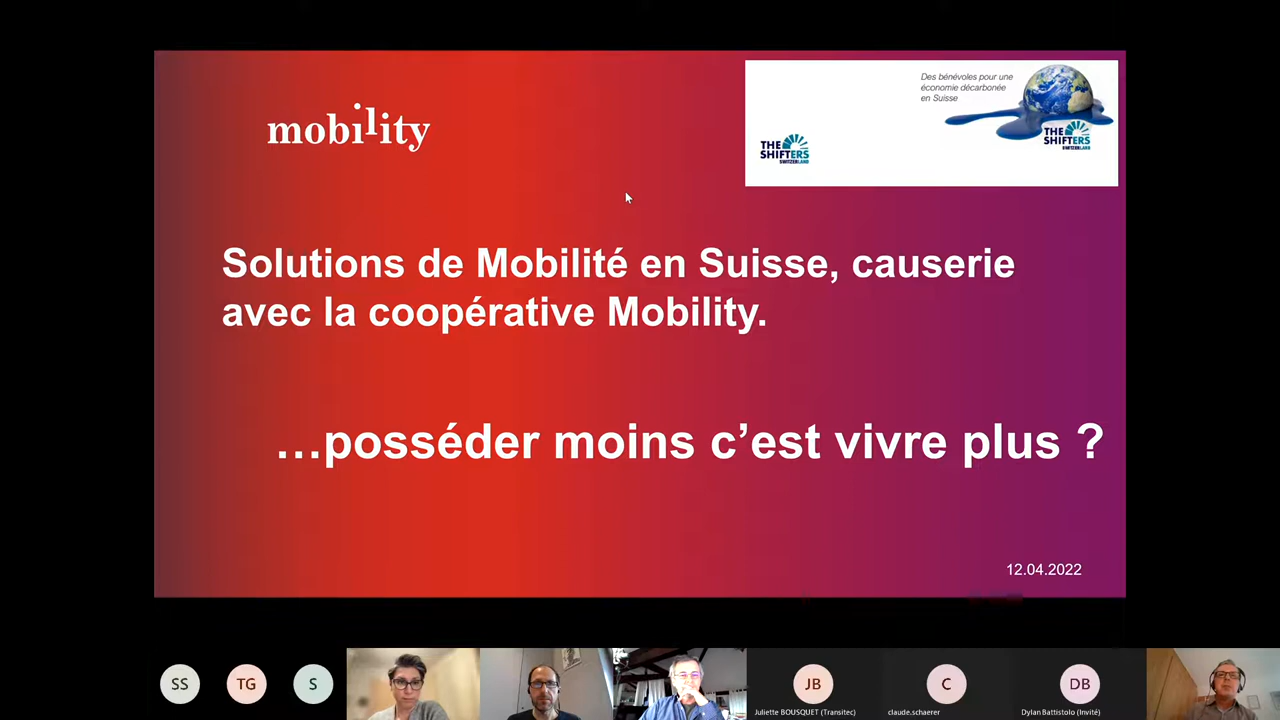 mobility
Des bénévoles pour une
économie décarbonée
en Suisse
THE
SHIFTERS
SWITZERLAND
THE
SHIFTERS
SWITZERLAND
Solutions de Mobilité en Suisse, causerie
avec la coopérative Mobility.
…posséder moins c’est vivre plus ?
12.04.2022
SS
TG
S
JB
C
DB
Juliette BOUSQUET (Transitec)
claude.schaerer
Dylan Battistolo (Invité)